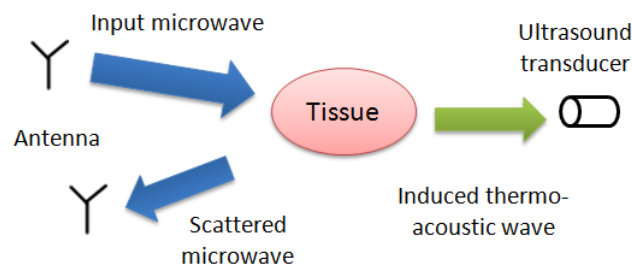 Input microwave
Ultrasound
transducer
Tissue
Antenna
Induced thermo-
acoustic wave
Scattered
microwave